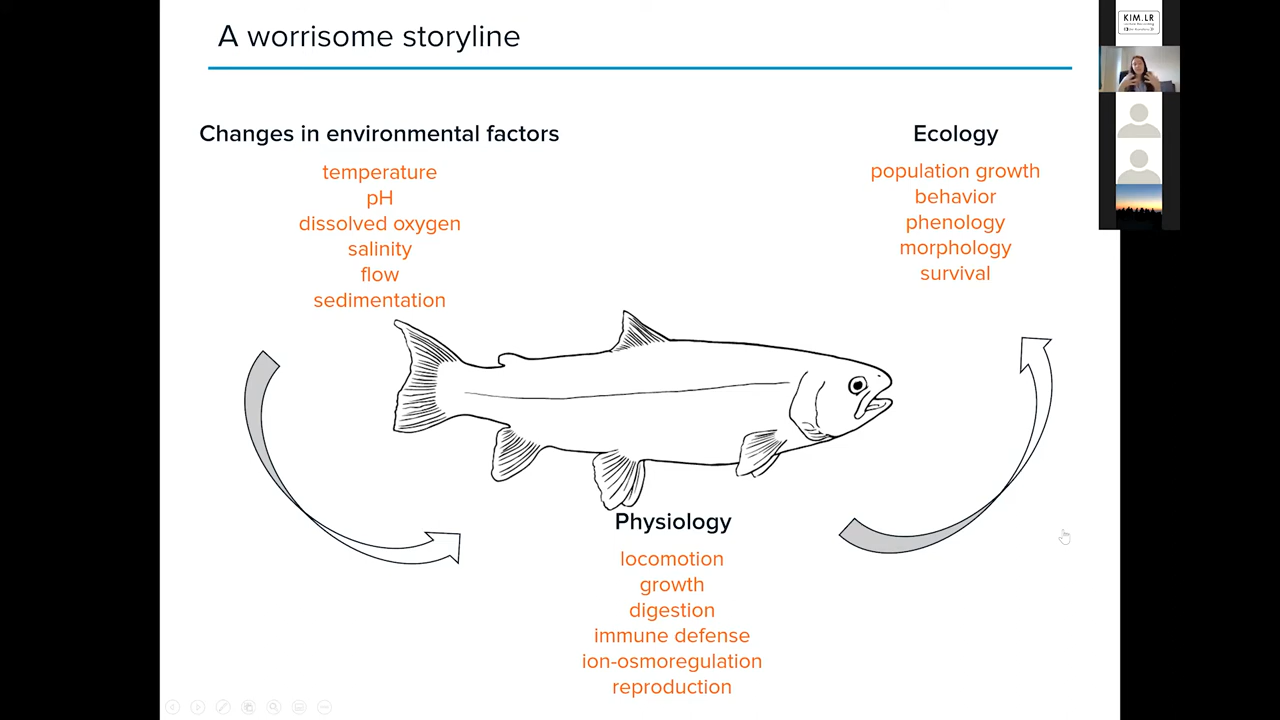 A worrisome storyline
Changes in environmental factors
temperature
pH
dissolved oxygen
salinity
flow
sedimentation
Ecology
population growth
behavior
phenology
morphology
survival
Physiology
locomotion
growth
digestion
immune defense
ion-osmoregulation
reproduction
KIM.LR